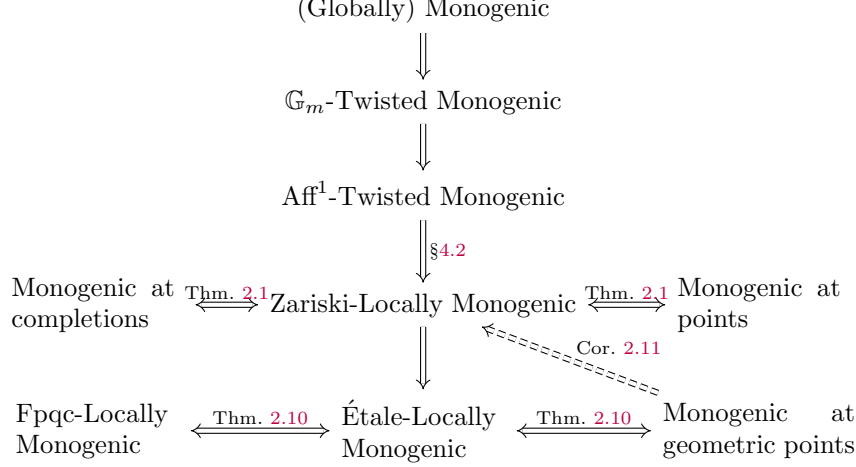 (Globally) Monogenic
𝔾ₘ-Twisted Monogenic
Aff¹-Twisted Monogenic
§4.2
Monogenic at
completions
Thm. 2.1
Zariski-Locally Monogenic
Thm. 2.1
Monogenic at
points
Cor. 2.11
Fpqc-Locally
Monogenic
Thm. 2.10
Étale-Locally
Monogenic
Thm. 2.10
Monogenic at
geometric points